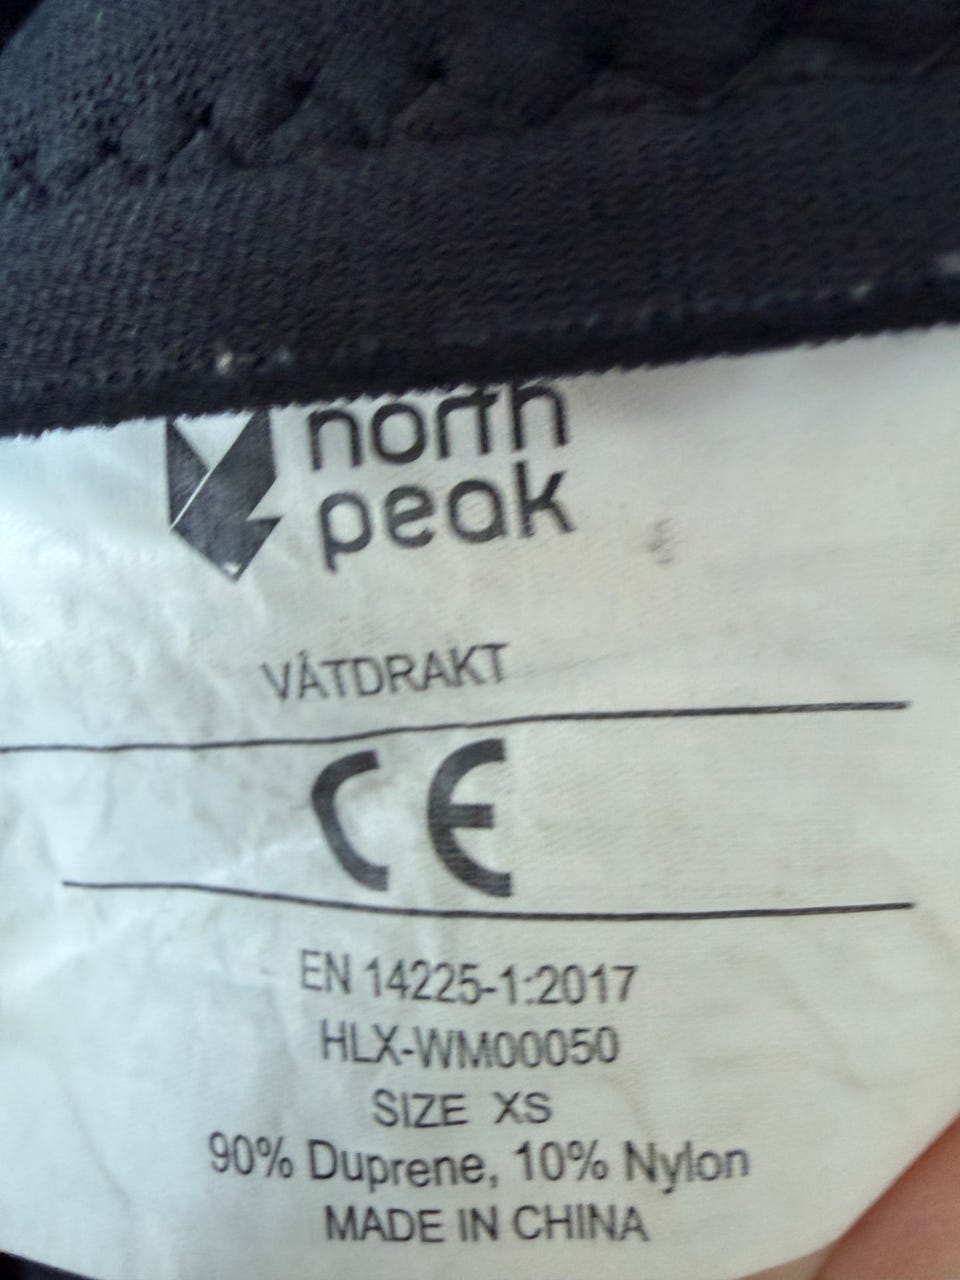 north
peak
VÅTDRAKT
CE
EN 14225-1:2017
HLX-WM00050
SIZE XS
90% Duprene, 10% Nylon
MADE IN CHINA